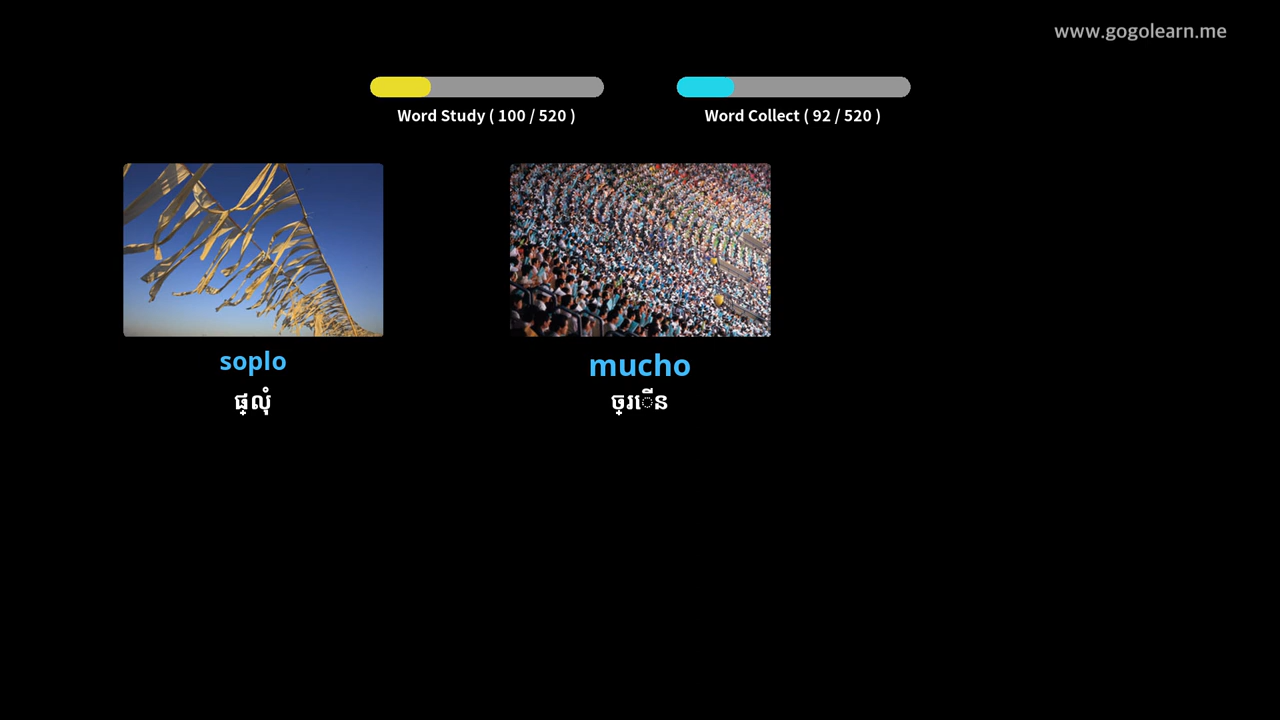 www.gogolearn.me
Word Study ( 100 / 520 )
Word Collect ( 92 / 520 )
soplo
ផ្លុំ
mucho
ច្រើន